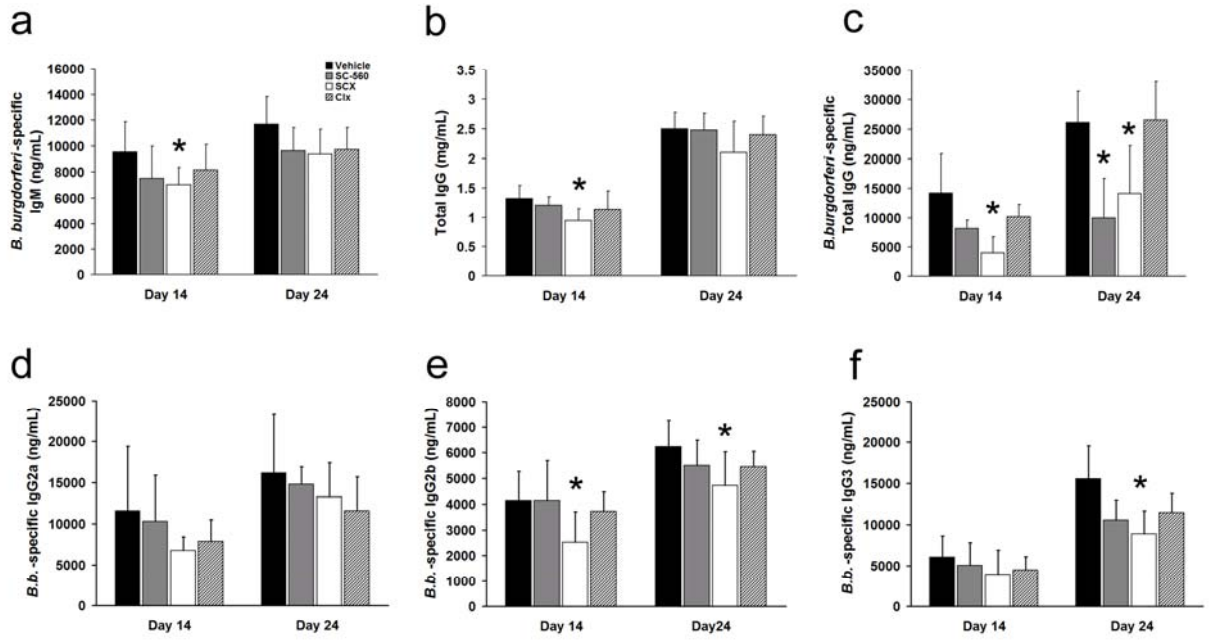 a
B. burgdorferi-specific
IgM (ng/mL)
16000
14000
12000
10000
8000
6000
4000
2000
0
*
Vehicle
SC-560
SCX
Clx
Day 14
Day 24
b
Total IgG (mg/mL)
3.5
3
2.5
2
1.5
1
0.5
0
*
Day 14
Day 24
c
B.burgdorferi-specific
Total IgG (ng/mL)
35000
30000
25000
20000
15000
10000
5000
0
*
*
*
Day 14
Day 24
d
B.b.-specific IgG2a (ng/mL)
25000
20000
15000
10000
5000
0
Day 14
Day 24
e
B.b.-specific IgG2b (ng/mL)
8000
7000
6000
5000
4000
3000
2000
1000
0
*
*
Day 14
Day24
f
B.b.-specific IgG3 (ng/mL)
25000
20000
15000
10000
5000
0
*
Day 14
Day 24